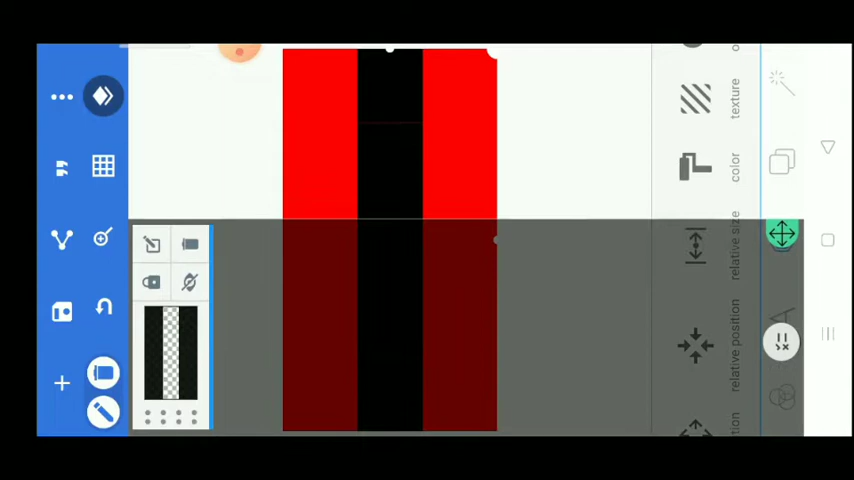 texture
color
relative size
relative position